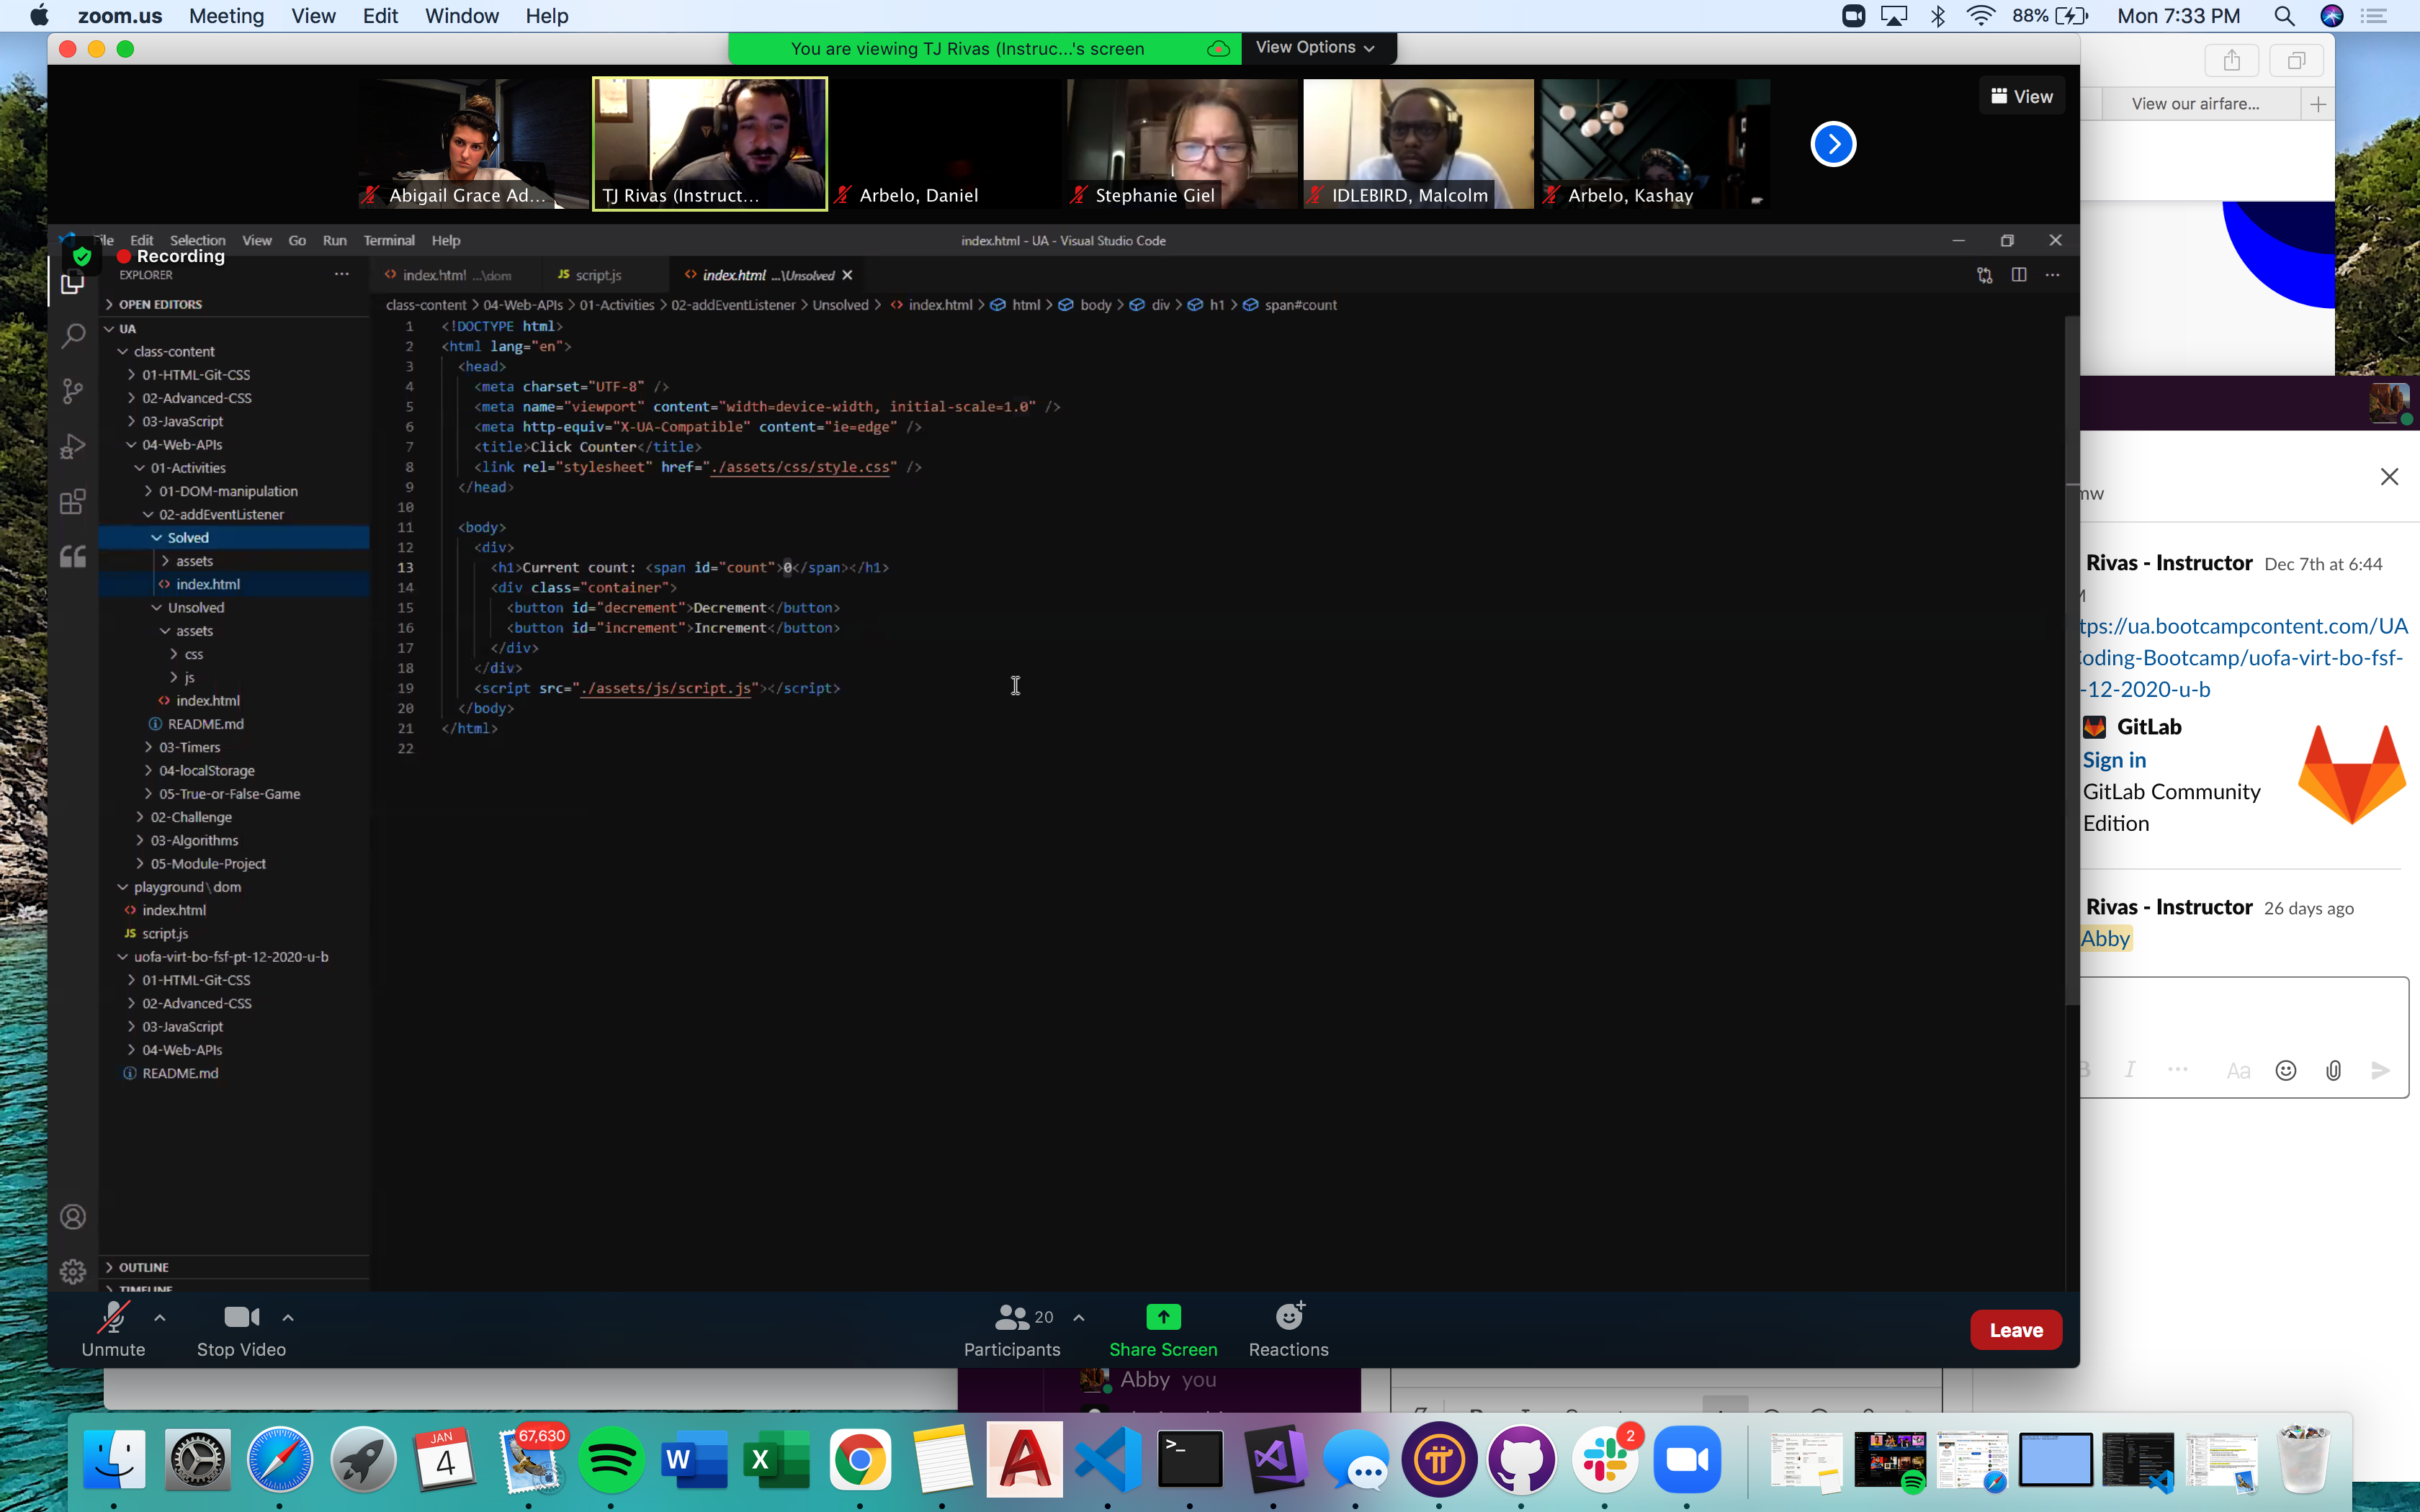 zoom.us Meeting View Edit Window Help
88% Mon 7:33 PM
You are viewing TJ Rivas (Instruc...'s screen
View Options
View our airfare...
View
Abigail Grace Ad...
TJ Rivas (Instruct...
Arbelo, Daniel
Stephanie Giel
IDLEBIRD, Malcolm
Arbelo, Kashay
Edit Selection View Go Run Terminal Help
index.html - UA - Visual Studio Code
Recording
EXPLORER
index.html ...\dom
JS script.js
index.html ...\Unsolved
class-content > 04-Web-APIs > 01-Activities > 02-addEventListener > Unsolved > index.html > html > body > div > h1 > span#count
OPEN EDITORS
UA
class-content
01-HTML-Git-CSS
02-Advanced-CSS
03-JavaScript
04-Web-APIs
01-Activities
01-DOM-manipulation
02-addEventListener
Solved
assets
index.html
Unsolved
assets
css
js
index.html
README.md
03-Timers
04-localStorage
05-True-or-False-Game
02-Challenge
03-Algorithms
05-Module-Project
playground\dom
index.html
JS script.js
uofa-virt-bo-fsf-pt-12-2020-u-b
01-HTML-Git-CSS
02-Advanced-CSS
03-JavaScript
04-Web-APIs
README.md
OUTLINE
TIMELINE
1 <!DOCTYPE html>
2 <html lang="en">
3 <head>
4 <meta charset="UTF-8" />
5 <meta name="viewport" content="width=device-width, initial-scale=1.0" />
6 <meta http-equiv="X-UA-Compatible" content="ie=edge" />
7 <title>Click Counter</title>
8 <link rel="stylesheet" href="./assets/css/style.css" />
9 </head>
10
11 <body>
12 <div>
13 <h1>Current count: <span id="count">0</span></h1>
14 <div class="container">
15 <button id="decrement">Decrement</button>
16 <button id="increment">Increment</button>
17 </div>
18 </div>
19 <script src="./assets/js/script.js"></script>
20 </body>
21 </html>
22
Rivas - Instructor Dec 7th at 6:44
tps://ua.bootcampcontent.com/UA
oding-Bootcamp/uofa-virt-bo-fsf-
-12-2020-u-b
GitLab
Sign in
GitLab Community
Edition
Rivas - Instructor 26 days ago
Abby
Aa
Unmute
Stop Video
20
Participants
Share Screen
Reactions
Leave
Abby you
JAN
4
67,630
W
X
2